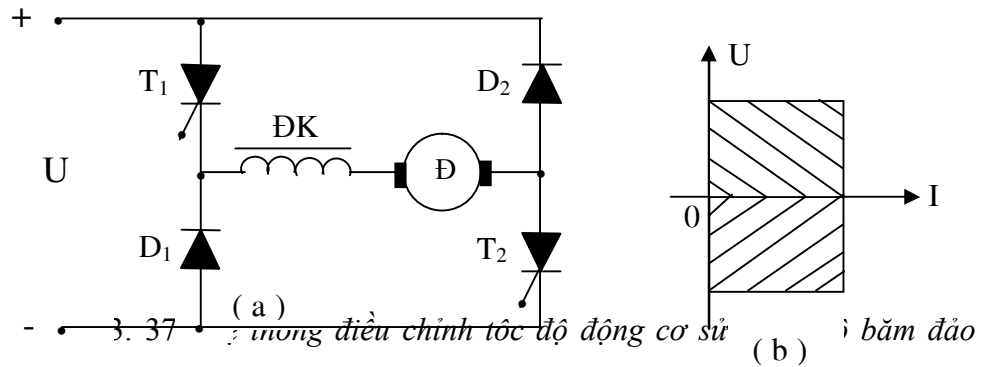 +
T1
D2
U
ĐK
Đ
U
0
I
D1
T2
( a )
-
3. 37 thống điều chỉnh tốc độ động cơ sử băm đảo
( b )